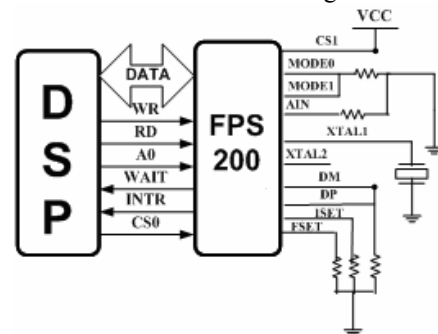 VCC
CS1
MODE0
MODE1
AIN
XTAL1
XTAL2
DM
DP
ISET
FSET
DATA
WR
RD
A0
WAIT
INTR
CS0
DSP
FPS
200